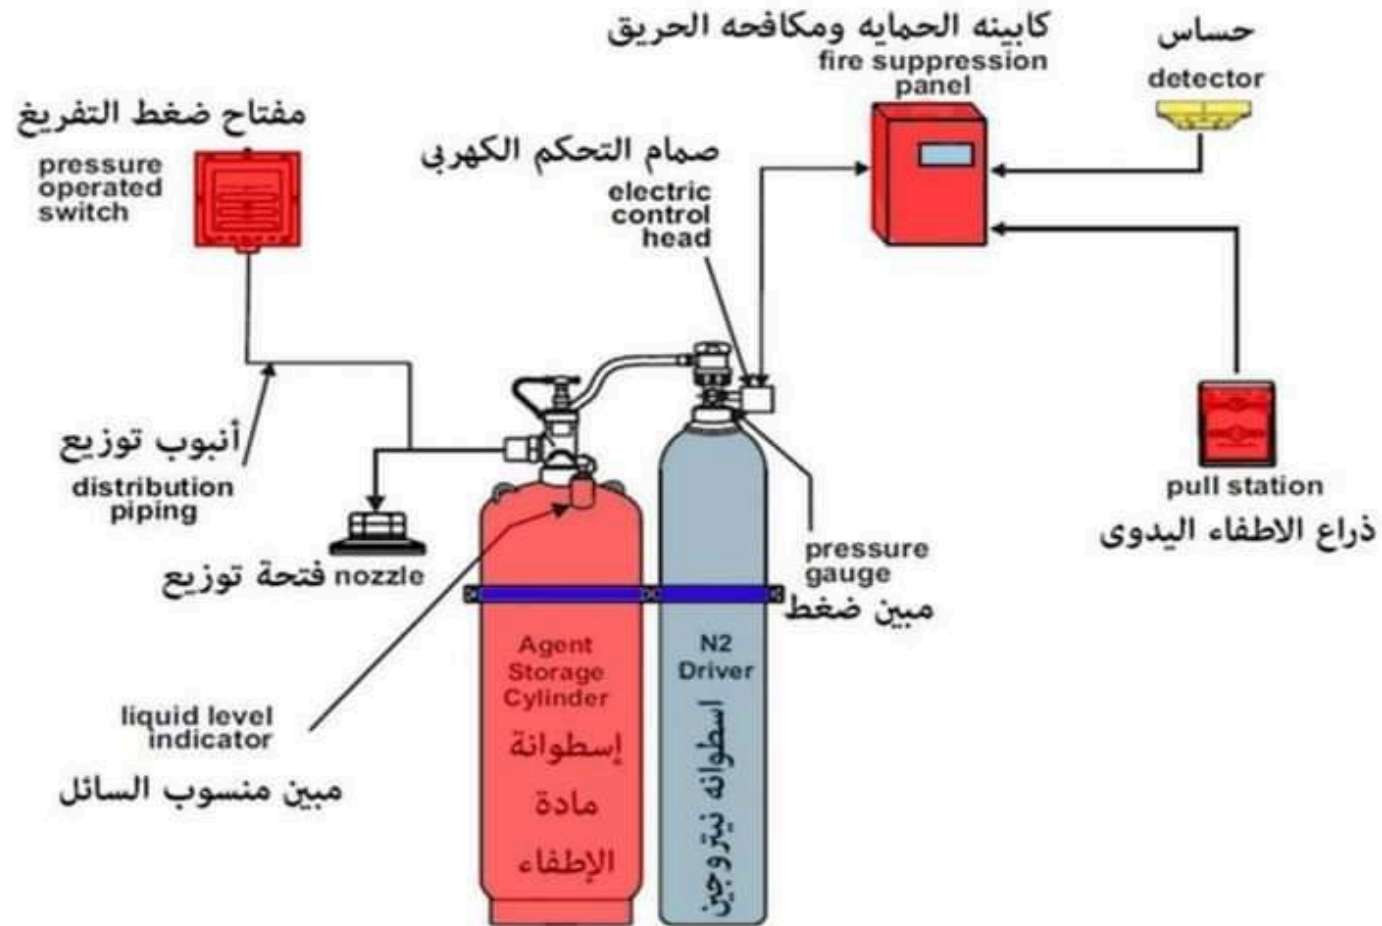 كابينه الحمايه ومكافحه الحريق
fire suppression
panel
حساس
detector
مفتاح ضغط التفريغ
pressure
operated
switch
صمام التحكم الكهربى
electric
control
head
أنبوب توزيع
distribution
piping
فتحة توزيع nozzle
pull station
ذراع الاطفاء اليدوى
pressure
gauge
مبين ضغط
Agent
Storage
Cylinder
إسطوانة
مادة
الإطفاء
N2
Driver
اسطوانه نيتروجين
liquid level
indicator
مبين منسوب السائل